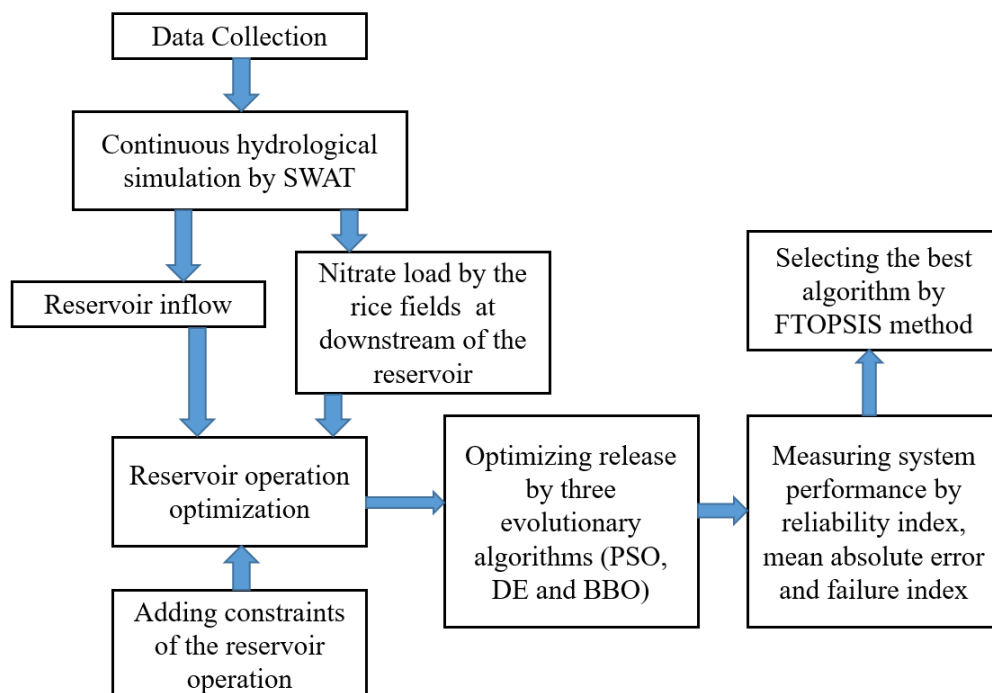 Data Collection
Continuous hydrological
simulation by SWAT
Reservoir inflow
Nitrate load by the
rice fields at
downstream of the
reservoir
Selecting the best
algorithm by
FTOPSIS method
Reservoir operation
optimization
Optimizing release
by three
evolutionary
algorithms (PSO,
DE and BBO)
Measuring system
performance by
reliability index,
mean absolute error
and failure index
Adding constraints
of the reservoir
operation